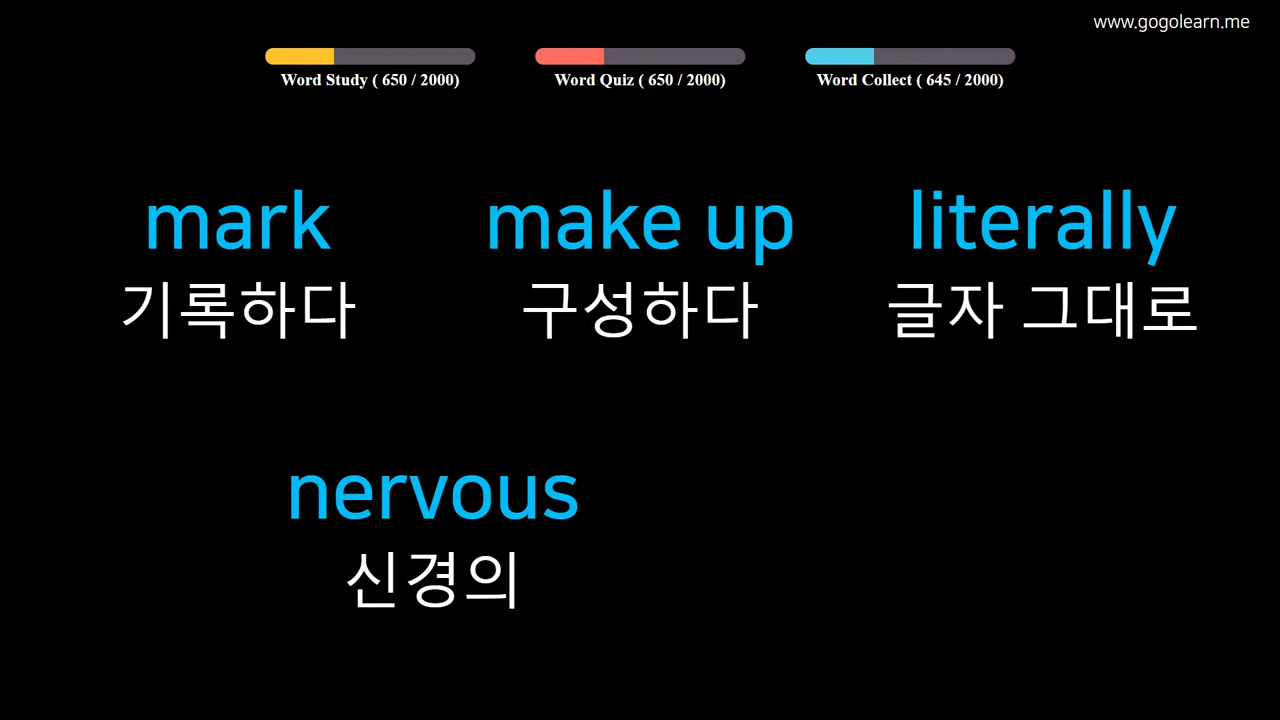 www.gogolearn.me
Word Study ( 650 / 2000)
Word Quiz ( 650 / 2000)
Word Collect ( 645 / 2000)
mark
기록하다
make up
구성하다
literally
글자 그대로
nervous
신경의